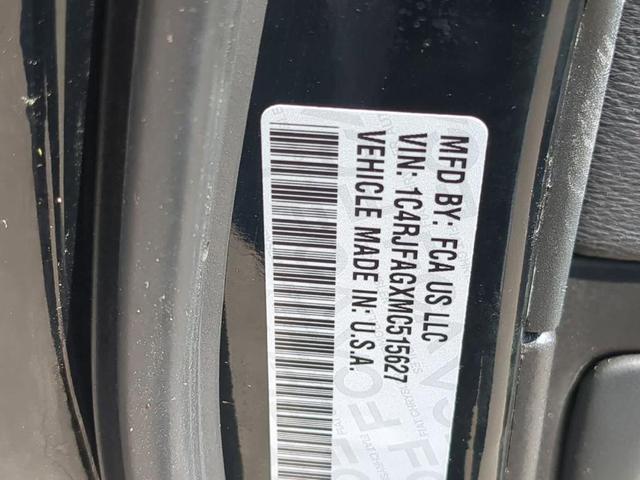 MFD BY: FCA US LLC
VIN: 1C4RJFAGXMC515627
VEHICLE MADE IN: U.S.A.